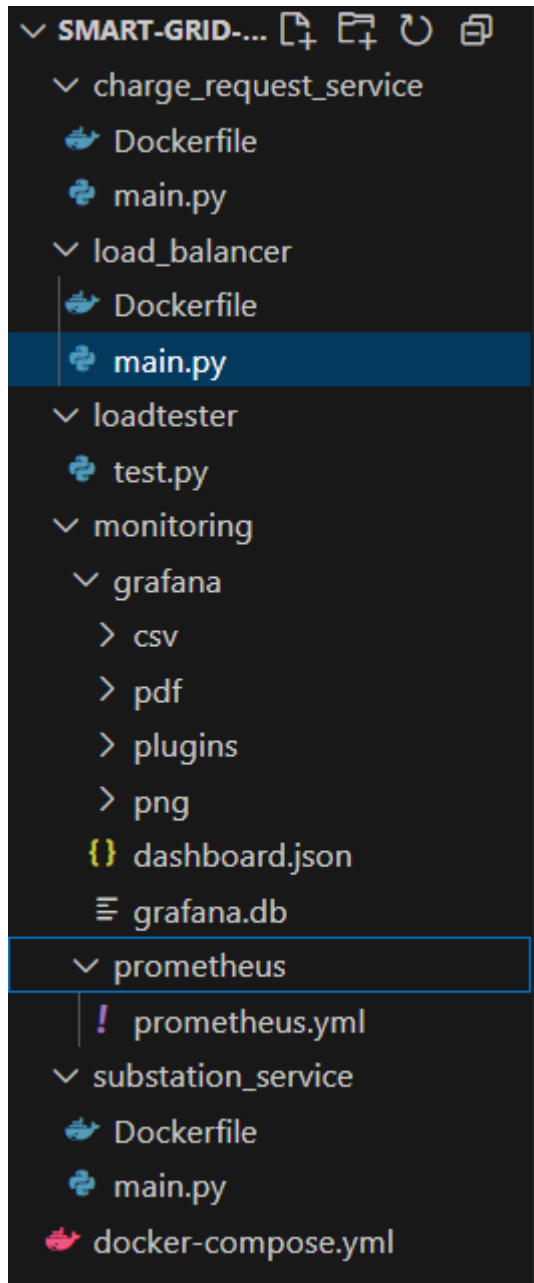 SMART-GRID-...
charge_request_service
Dockerfile
main.py
load_balancer
Dockerfile
main.py
loadtester
test.py
monitoring
grafana
csv
pdf
plugins
png
{} dashboard.json
grafana.db
prometheus
! prometheus.yml
substation_service
Dockerfile
main.py
docker-compose.yml